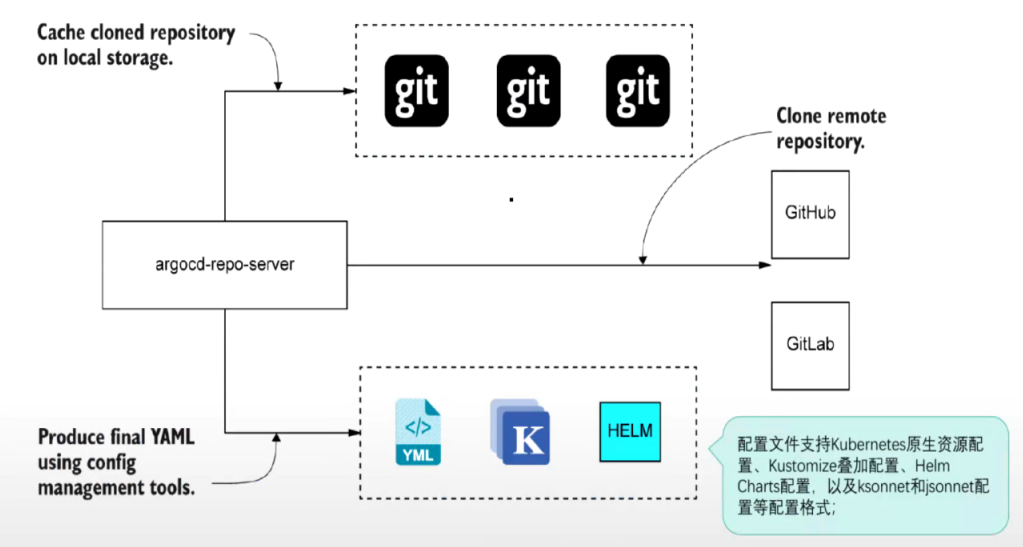 Cache cloned repository
on local storage.
git
git
git
Clone remote
repository.
GitHub
argocd-repo-server
GitLab
</>
YML
K
HELM
Produce final YAML
using config
management tools.
配置文件支持Kubernetes原生资源配
置、Kustomize叠加配置、Helm
Charts配置，以及ksonnet和jsonnet配
置等配置格式;